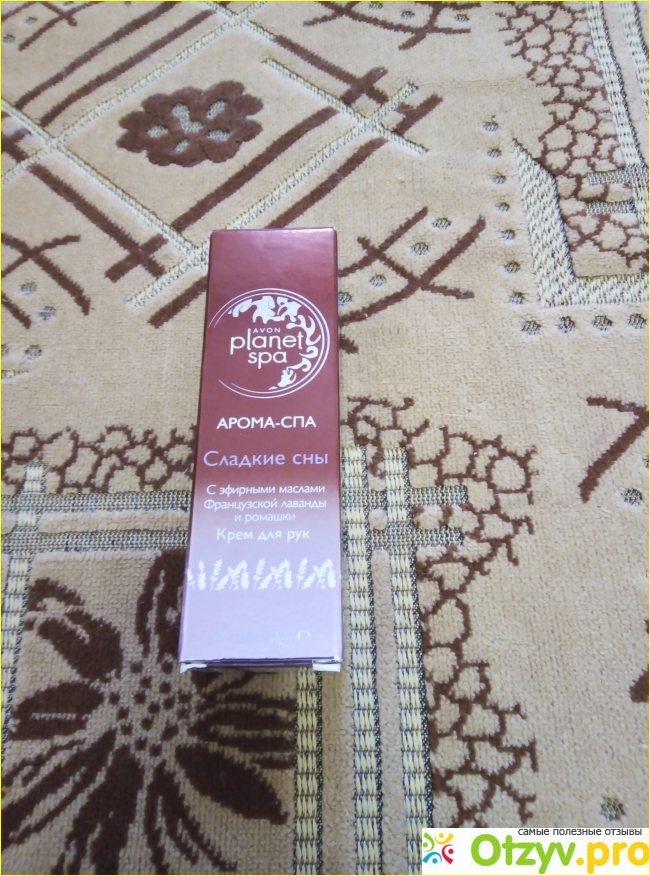 AVON
planet
spa
АРОМА-СПА
Сладкие сны
С эфирными маслами
Французской лаванды
и ромашки
Крем для рук
самые полезные отзывы
Otzyv.pro